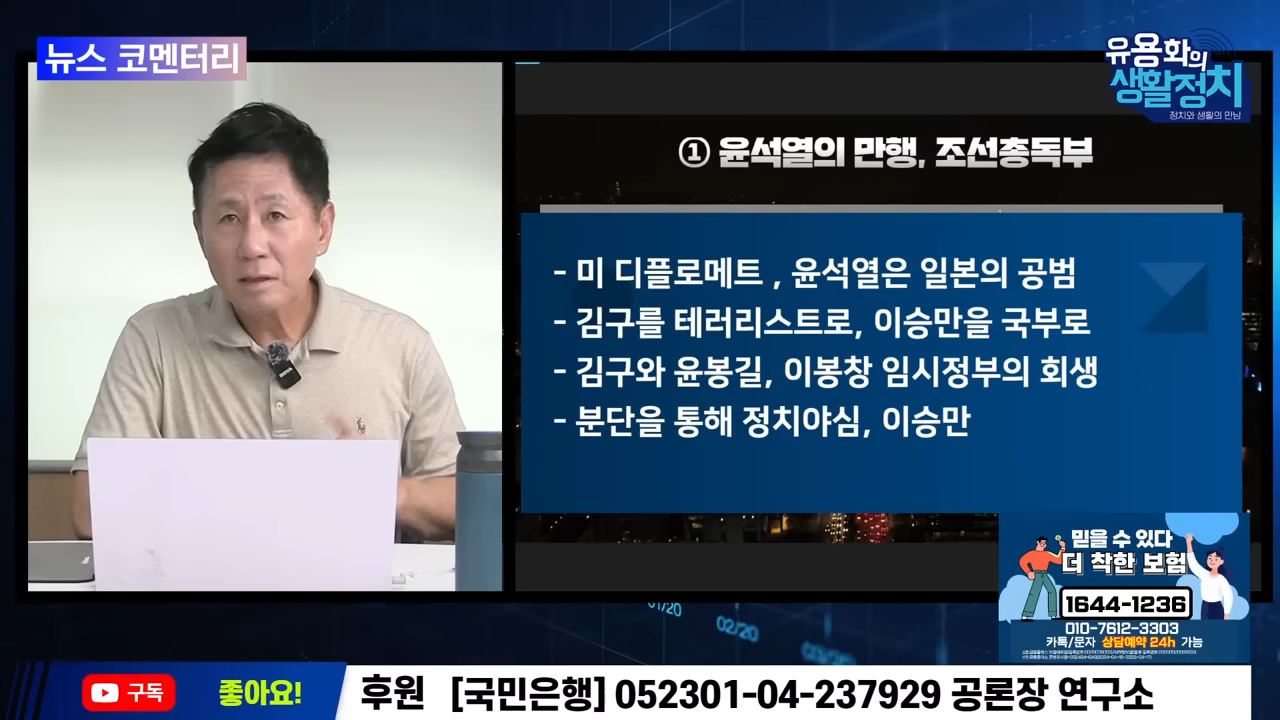 뉴스 코멘터리
유용화의
생활정치
정치와 생활의 만남
① 윤석열의 만행, 조선총독부
- 미 디플로메트 , 윤석열은 일본의 공범
- 김구를 테러리스트로, 이승만을 국부로
- 김구와 윤봉길, 이봉창 임시정부의 회생
- 분단을 통해 정치야심, 이승만
믿을 수 있다
더 착한 보험
1644-1236
010-7612-3303
카톡/문자 상담예약 24h 가능
01/20
02/20
구독
좋아요!
후원 [국민은행] 052301-04-237929 공론장 연구소